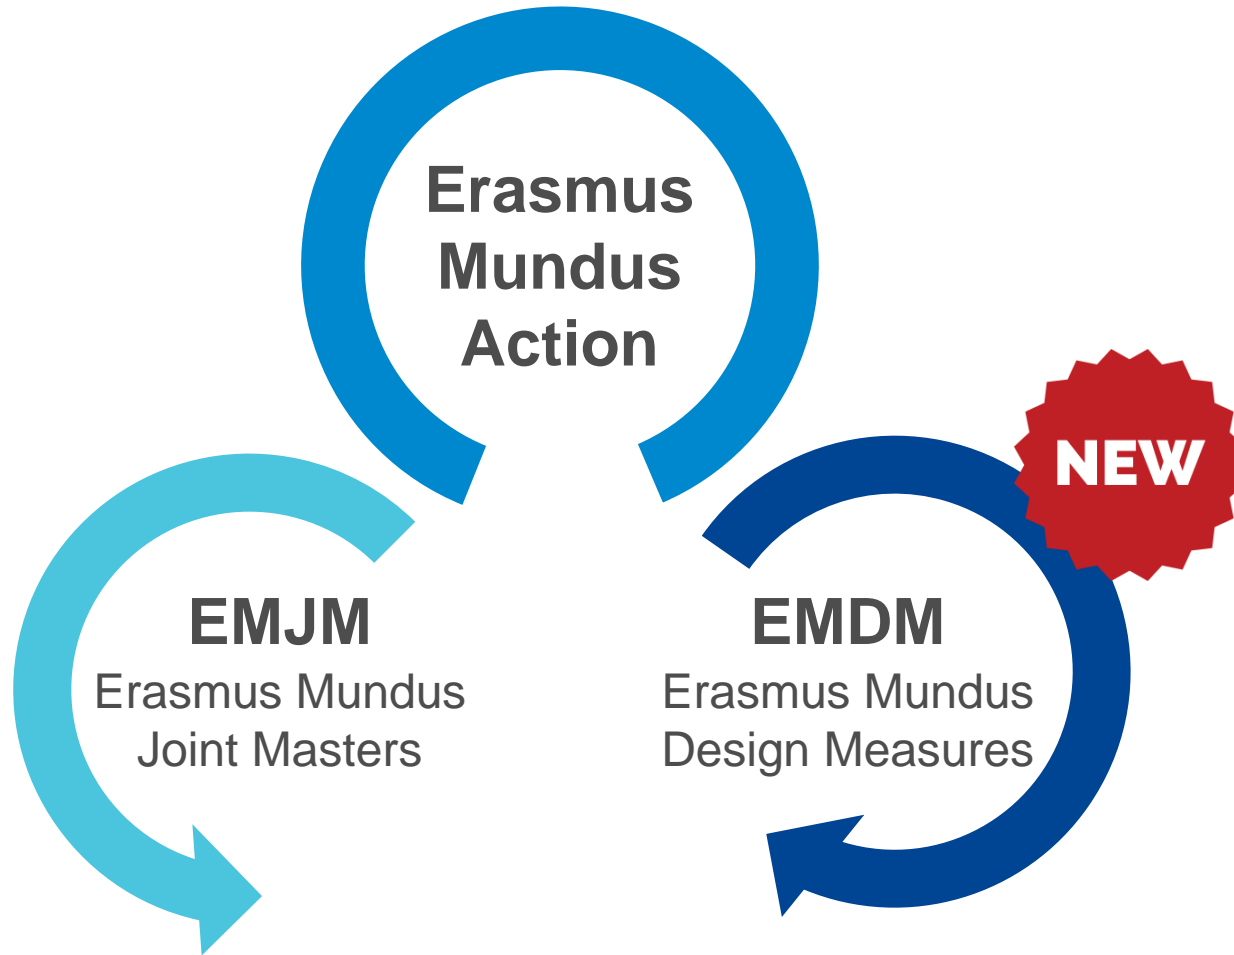 Erasmus
Mundus
Action
NEW
EMJM
Erasmus Mundus
Joint Masters
EMDM
Erasmus Mundus
Design Measures